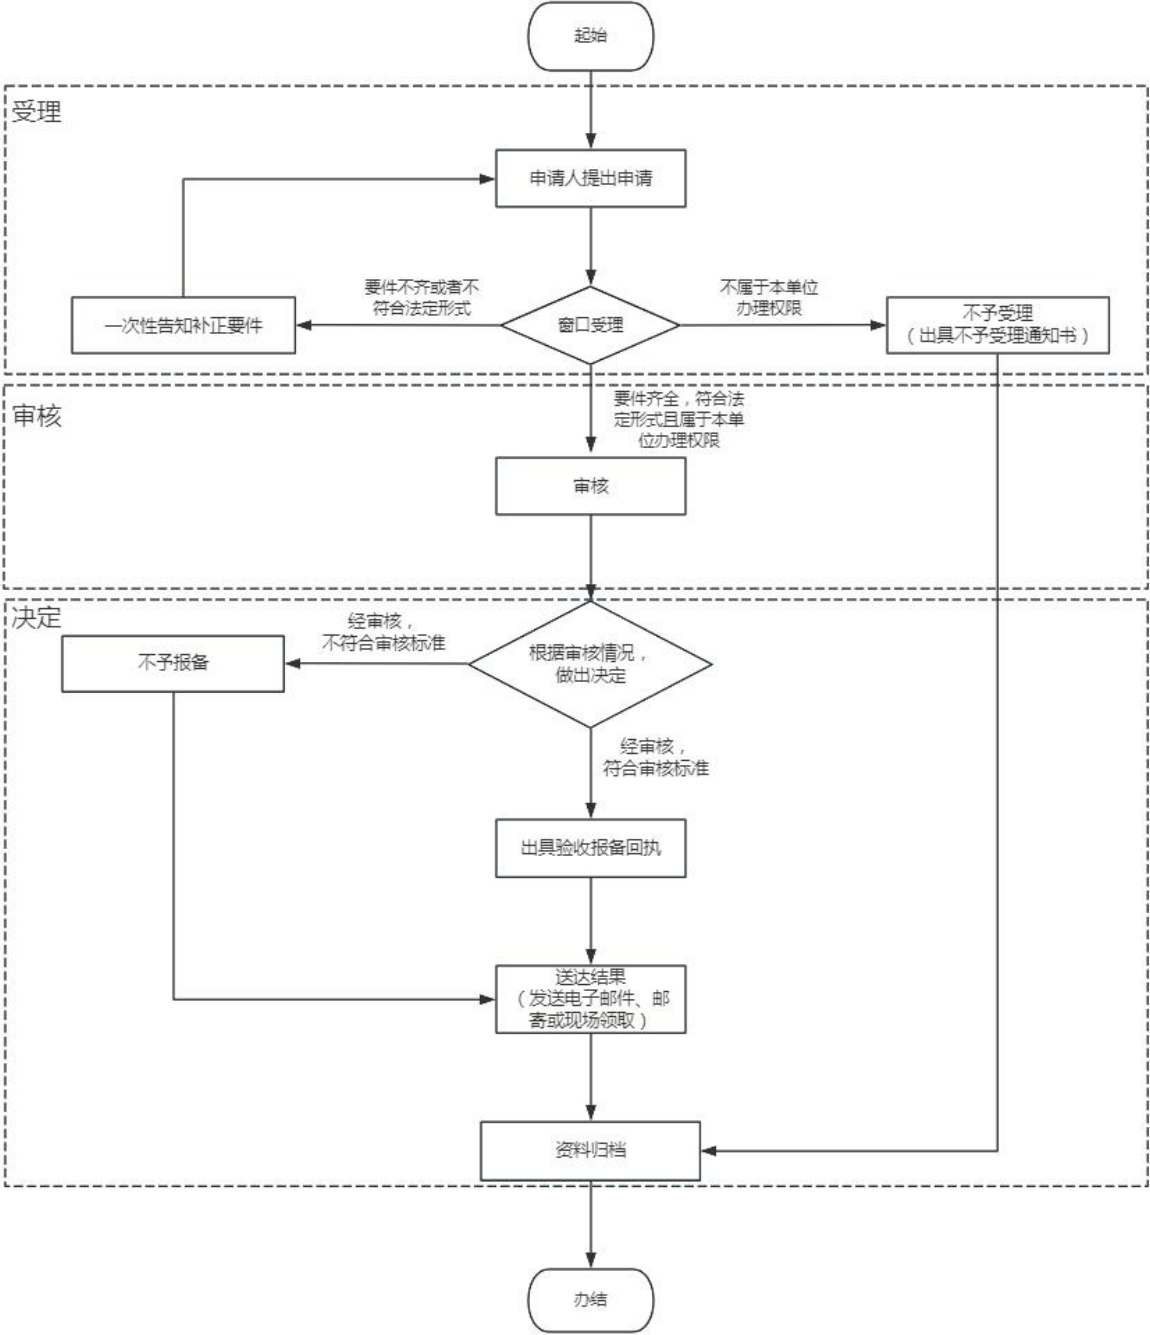 起始
受理
申请人提出申请
要件不齐或者不
符合法定形式
不属于本单位
办理权限
一次性告知补正要件
窗口受理
不予受理
（出具不予受理通知书）
审核
要件齐全，符合法
定形式且属于本单
位办理权限
审核
决定
经审核，
不符合审核标准
不予报备
根据审核情况，
做出决定
经审核，
符合审核标准
出具验收报备回执
送达结果
（发送电子邮件、邮
寄或现场领取）
资料归档
办结